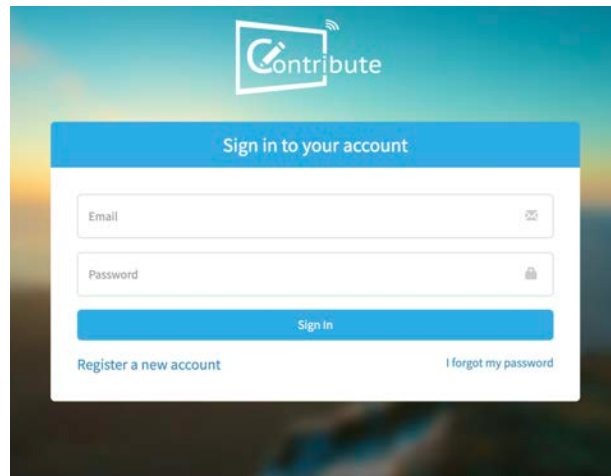 Contribute
Sign in to your account
Email
Password
Sign In
Register a new account
I forgot my password